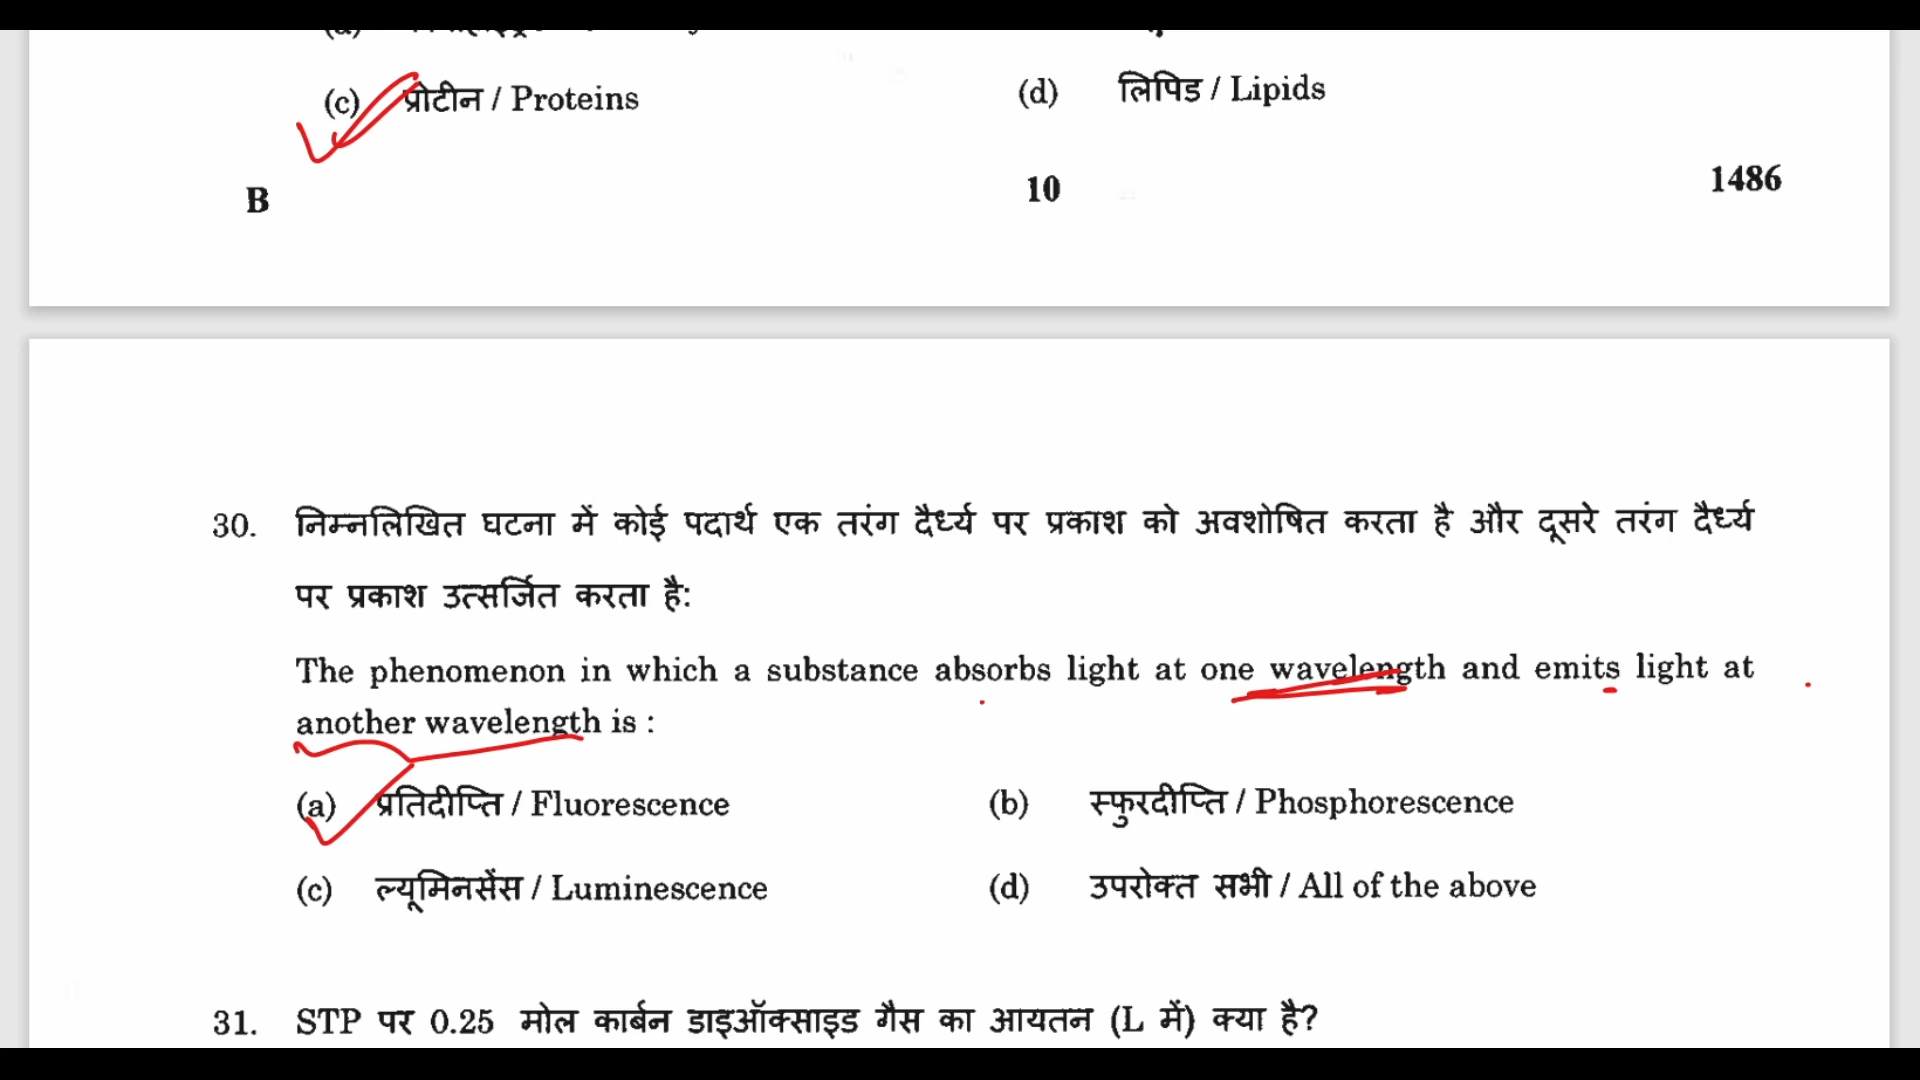 (c) प्रोटीन / Proteins (d) लिपिड / Lipids
B 10 1486
30. निम्नलिखित घटना में कोई पदार्थ एक तरंग दैर्ध्य पर प्रकाश को अवशोषित करता है और दूसरे तरंग दैर्ध्य
पर प्रकाश उत्सर्जित करता है:
The phenomenon in which a substance absorbs light at one wavelength and emits light at
another wavelength is :
(a) प्रतिदीप्ति / Fluorescence (b) स्फुरदीप्ति / Phosphorescence
(c) ल्यूमिनसेंस / Luminescence (d) उपरोक्त सभी / All of the above
31. STP पर 0.25 मोल कार्बन डाइऑक्साइड गैस का आयतन (L में) क्या है?